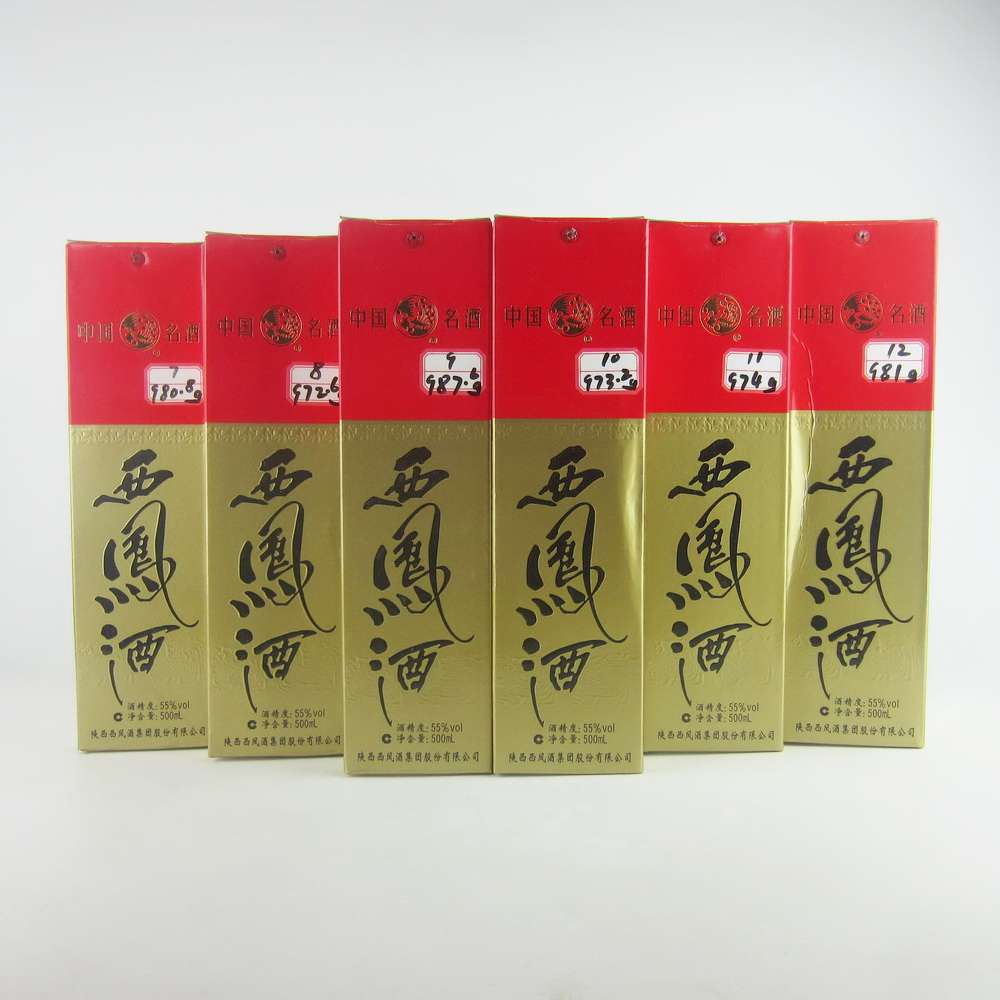 中国 名酒
7
980.8g
西鳳酒
酒精度: 55%vol
净含量: 500mL
陕西西凤酒集团股份有限公司
中国 名酒
8
972.6g
西鳳酒
酒精度: 55%vol
净含量: 500mL
陕西西凤酒集团股份有限公司
中国 名酒
9
987.6g
西鳳酒
酒精度: 55%vol
净含量: 500mL
陕西西凤酒集团股份有限公司
中国 名酒
10
973.2g
西鳳酒
酒精度: 55%vol
净含量: 500mL
陕西西凤酒集团股份有限公司
中国 名酒
11
974g
西鳳酒
酒精度: 55%vol
净含量: 500mL
陕西西凤酒集团股份有限公司
中国 名酒
12
981g
西鳳酒
酒精度: 55%vol
净含量: 500mL
陕西西凤酒集团股份有限公司